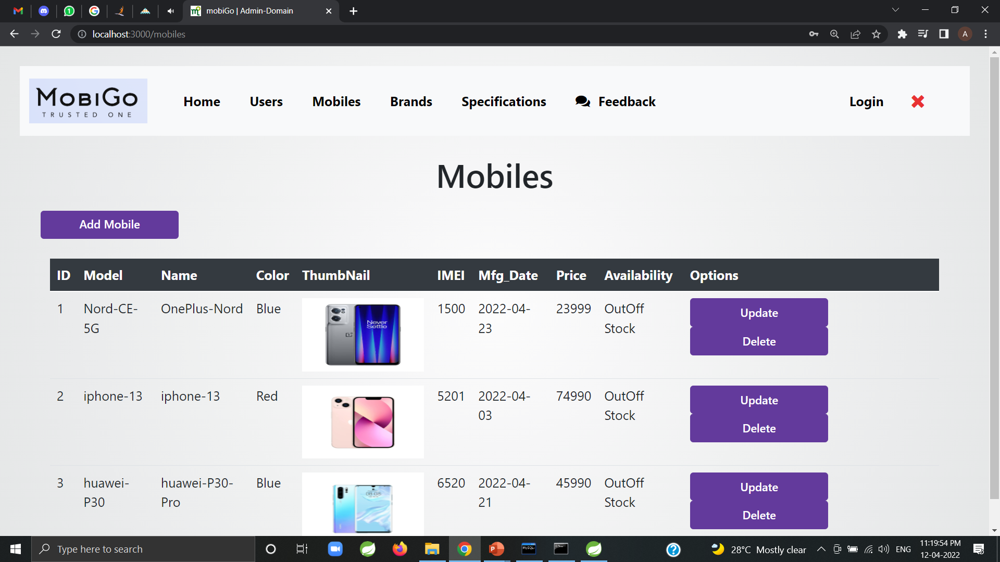 mobiGo | Admin-Domain
localhost:3000/mobiles
A
MOBIGO
TRUSTED ONE
Home Users Mobiles Brands Specifications Feedback Login
Mobiles
Add Mobile
ID Model Name Color ThumbNail IMEI Mfg_Date Price Availability Options
1 Nord-CE- OnePlus-Nord Blue 1500 2022-04- 23999 OutOff Update
5G 23 Stock
Never
Settle
Delete
2 iphone-13 iphone-13 Red 5201 2022-04- 74990 OutOff Update
03 Stock
Delete
3 huawei- huawei-P30- Blue 6520 2022-04- 45990 OutOff Update
P30 Pro 21 Stock
08:08
Delete
Type here to search
28°C Mostly clear
ENG
11:19:54 PM
12-04-2022